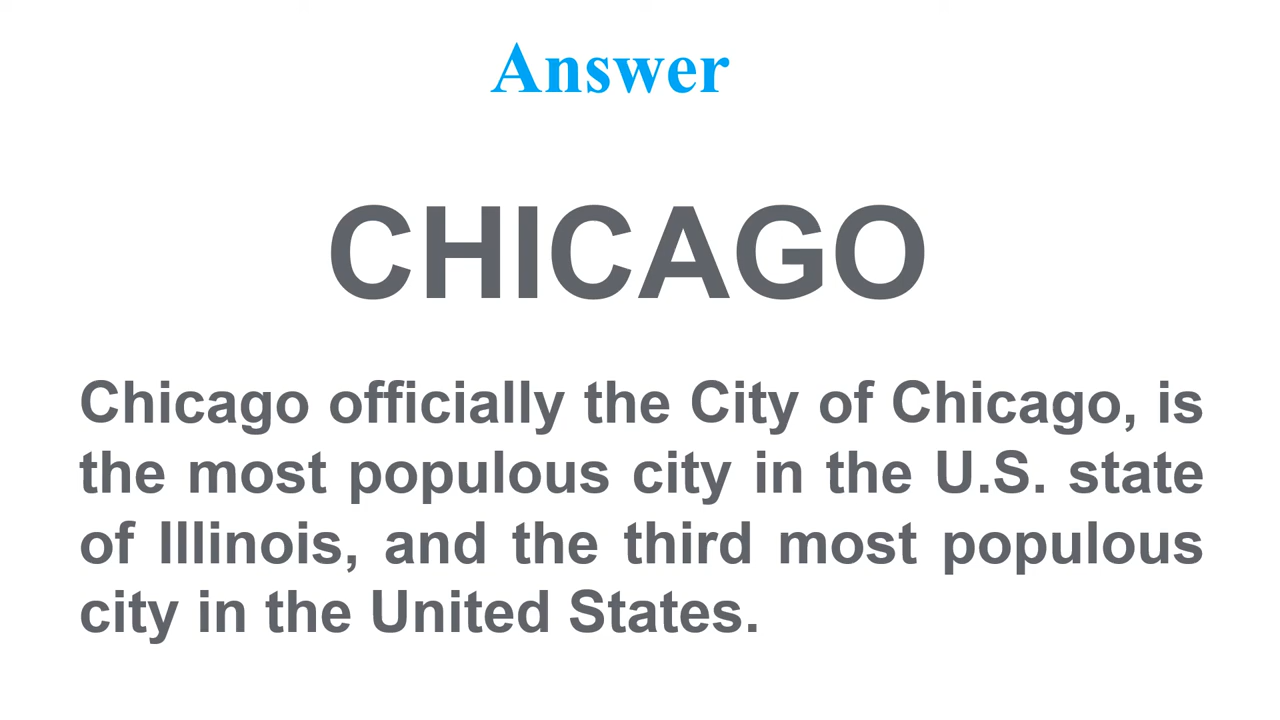 Answer
CHICAGO
Chicago officially the City of Chicago, is
the most populous city in the U.S. state
of Illinois, and the third most populous
city in the United States.